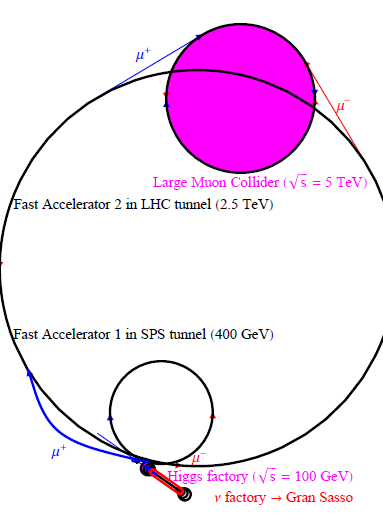 μ⁺
μ⁻
Large Muon Collider (√s = 5 TeV)
Fast Accelerator 2 in LHC tunnel (2.5 TeV)
Fast Accelerator 1 in SPS tunnel (400 GeV)
μ⁺
μ⁻
Higgs factory (√s = 100 GeV)
ν factory → Gran Sasso